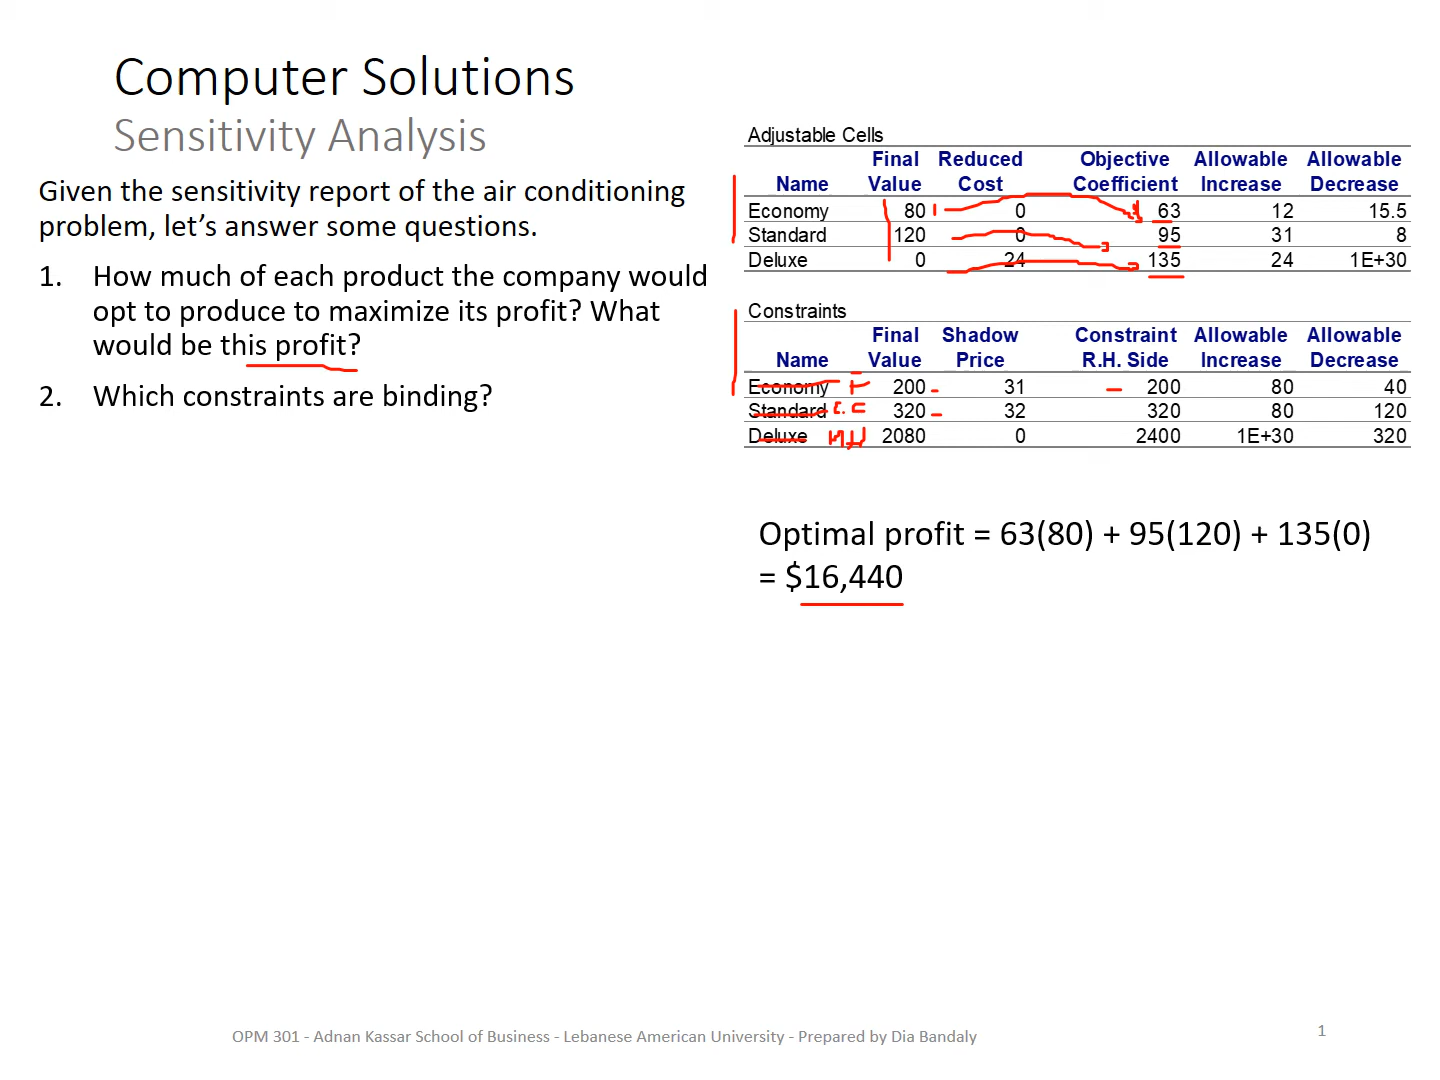 Computer Solutions
Sensitivity Analysis
Given the sensitivity report of the air conditioning
problem, let’s answer some questions.
1. How much of each product the company would
opt to produce to maximize its profit? What
would be this profit?
2. Which constraints are binding?
Adjustable Cells
Final Reduced Objective Allowable Allowable
Name Value Cost Coefficient Increase Decrease
Economy 80 0 63 12 15.5
Standard 120 0 95 31 8
Deluxe 0 24 135 24 1E+30
Constraints
Final Shadow Constraint Allowable Allowable
Name Value Price R.H. Side Increase Decrease
Economy 200 31 200 80 40
Standard 320 32 320 80 120
Deluxe 2080 0 2400 1E+30 320
Optimal profit = 63(80) + 95(120) + 135(0)
= $16,440
OPM 301 - Adnan Kassar School of Business - Lebanese American University - Prepared by Dia Bandaly
1